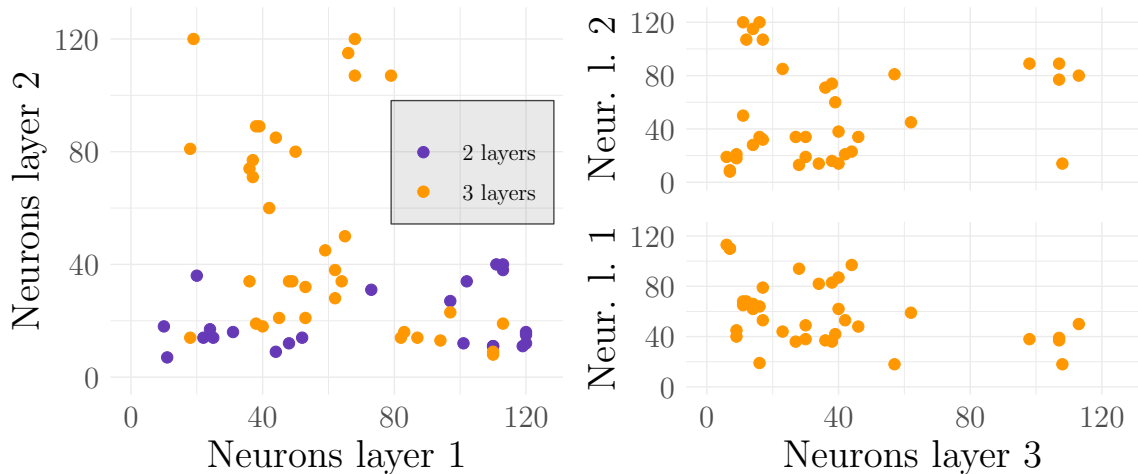 Neurons layer 2
120
80
40
0
0 40 80 120
Neurons layer 1
2 layers
3 layers
Neur. l. 2
120
80
40
0
Neur. l. 1
120
80
40
0
0 40 80 120
Neurons layer 3